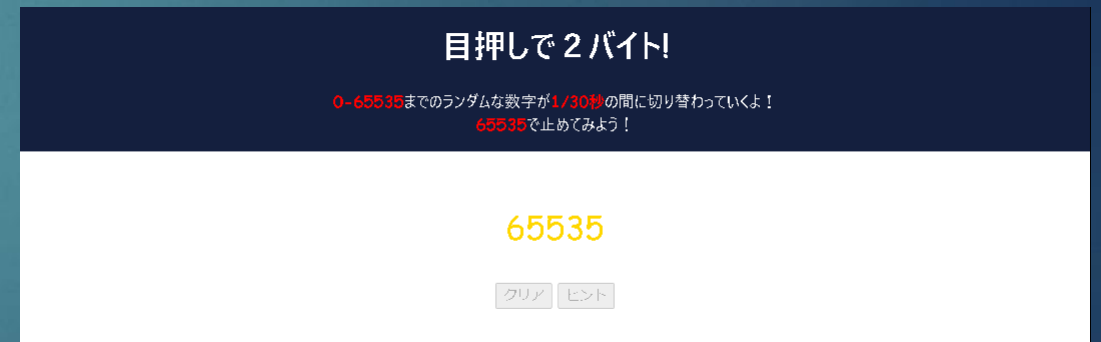 目押しで２バイト!
0-65535までのランダムな数字が1/30秒の間に切り替わっていくよ！
65535で止めてみよう！
65535
クリア ヒント